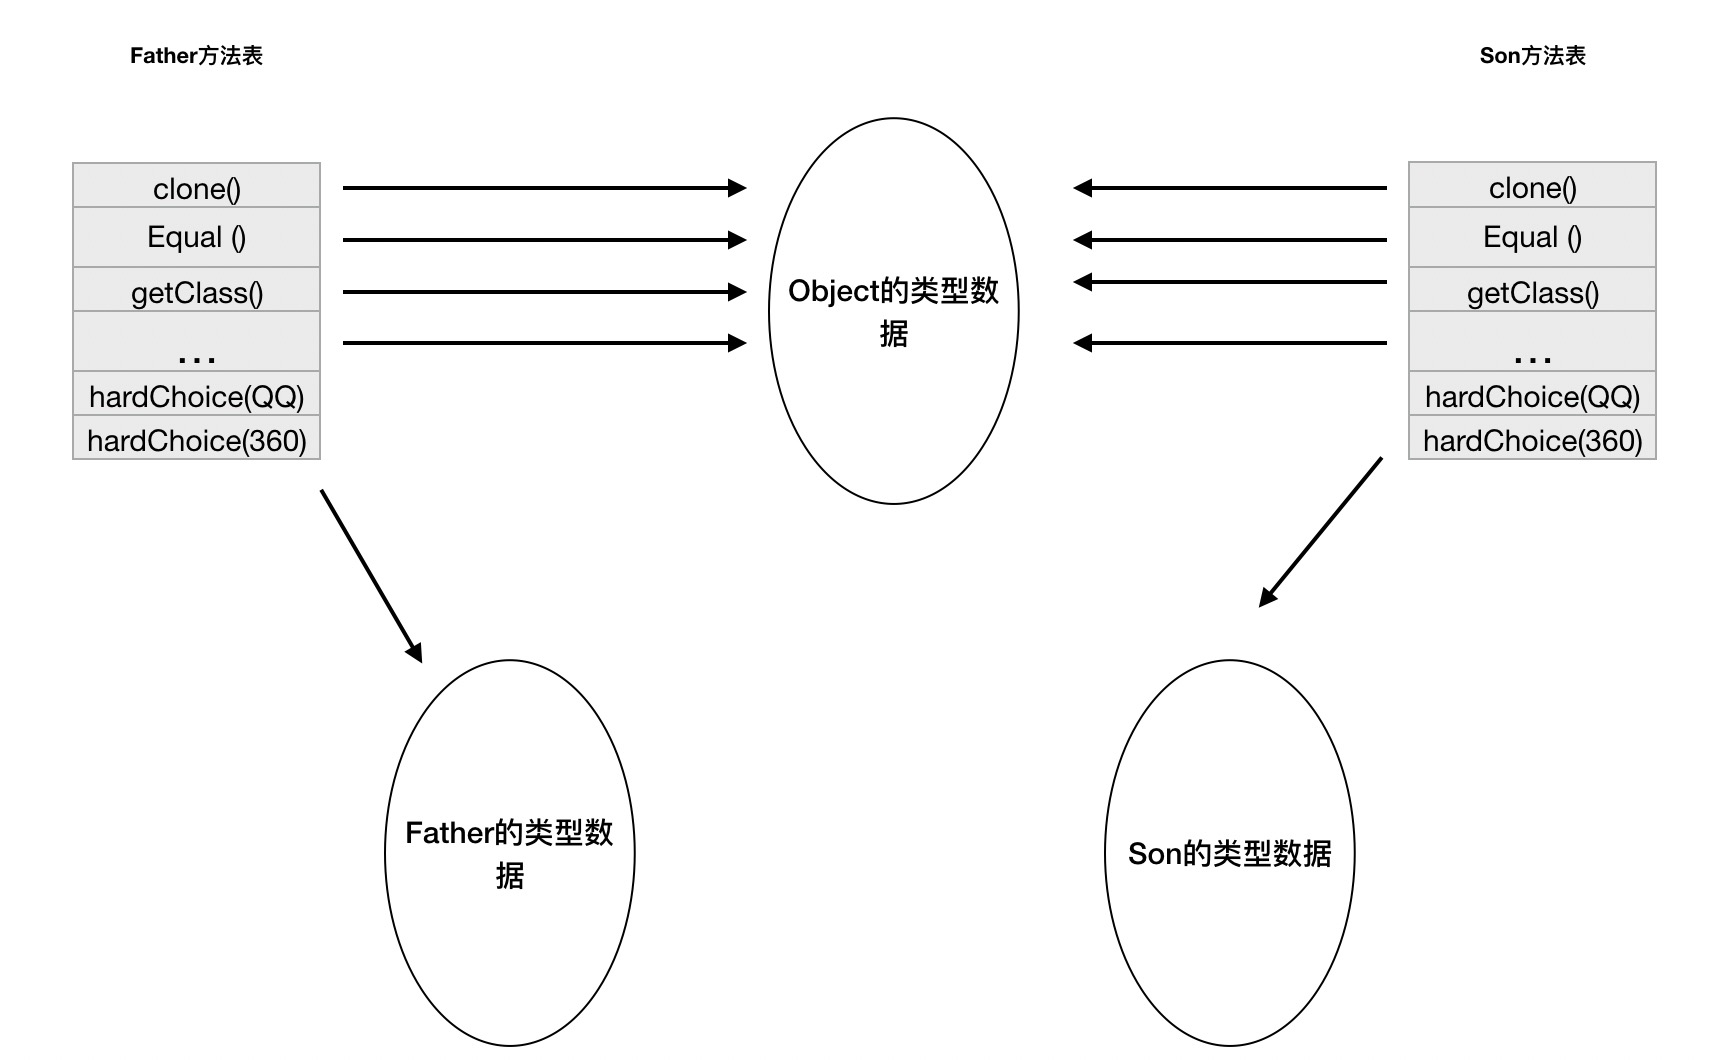 Father方法表
Son方法表
clone()
Equal ()
getClass()
...
hardChoice(QQ)
hardChoice(360)
Object的类型数
据
clone()
Equal ()
getClass()
...
hardChoice(QQ)
hardChoice(360)
Father的类型数
据
Son的类型数据